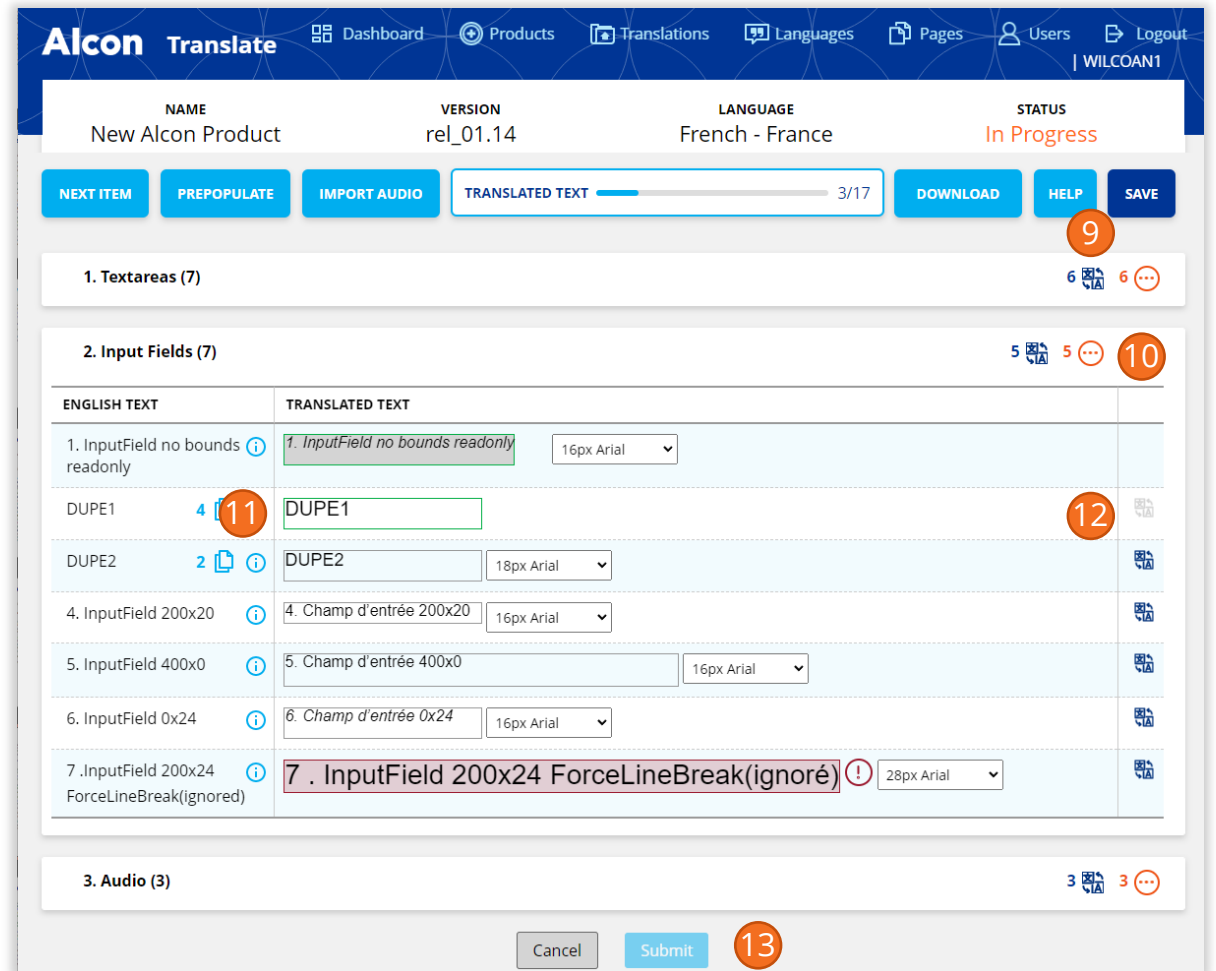 Alcon Translate Dashboard Products Translations Languages Pages Users Logout
| WILCOAN1
NAME VERSION LANGUAGE STATUS
New Alcon Product rel_01.14 French - France In Progress
NEXT ITEM PREPOPULATE IMPORT AUDIO TRANSLATED TEXT 3/17 DOWNLOAD HELP SAVE
9
1. Textareas (7) 6 6
2. Input Fields (7) 5 5 10
ENGLISH TEXT TRANSLATED TEXT
1. InputField no bounds readonly 1. InputField no bounds readonly 16px Arial
DUPE1 4 11 DUPE1 12
DUPE2 2 DUPE2 18px Arial
4. InputField 200x20 4. Champ d'entrée 200x20 16px Arial
5. InputField 400x0 5. Champ d'entrée 400x0 16px Arial
6. InputField 0x24 6. Champ d'entrée 0x24 16px Arial
7 .InputField 200x24 7 . InputField 200x24 ForceLineBreak(ignoré) 28px Arial
ForceLineBreak(ignored)
3. Audio (3) 3 3
Cancel Submit 13